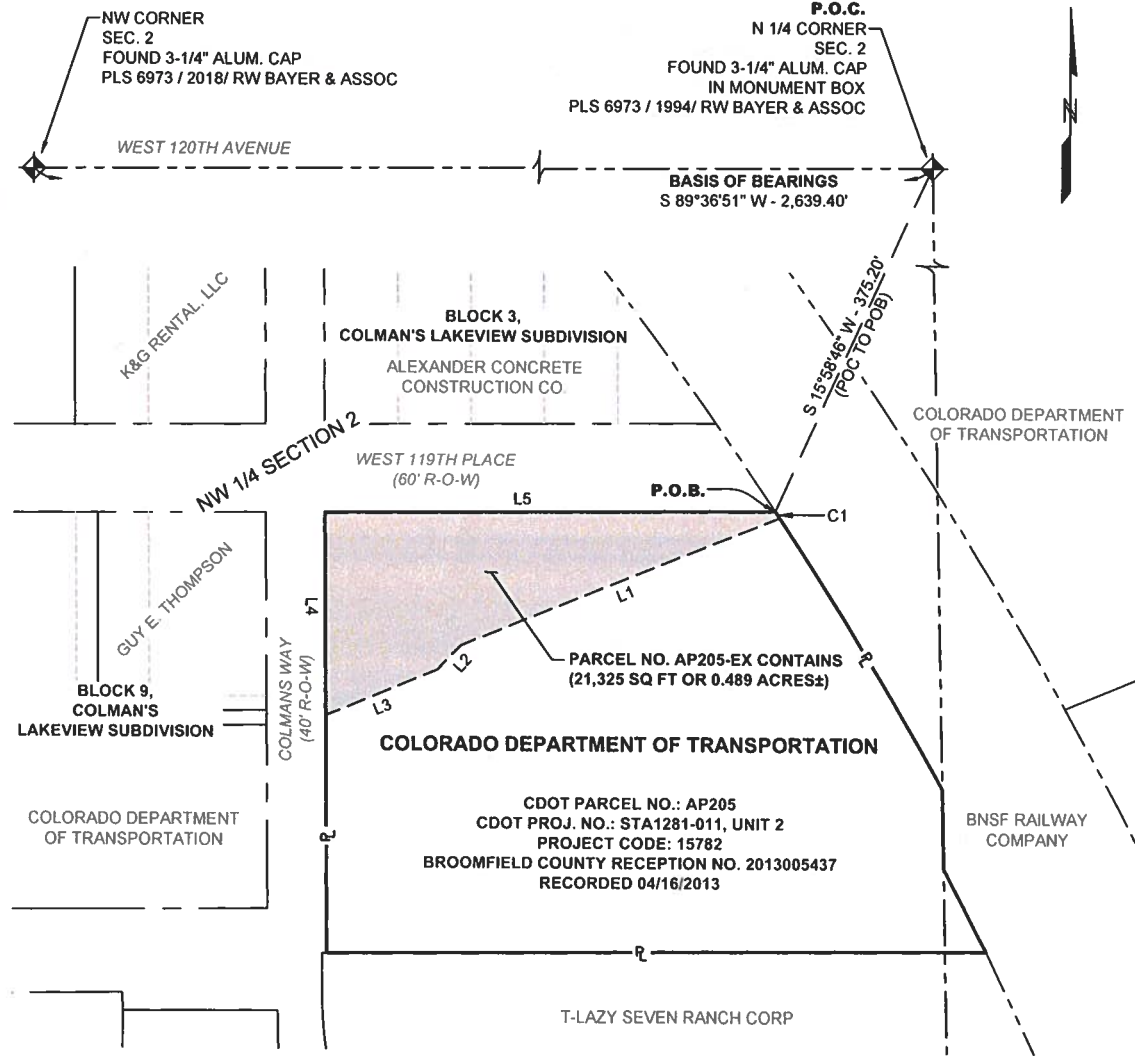 NW CORNER
SEC. 2
FOUND 3-1/4" ALUM. CAP
PLS 6973 / 2018/ RW BAYER & ASSOC
P.O.C.
N 1/4 CORNER
SEC. 2
FOUND 3-1/4" ALUM. CAP
IN MONUMENT BOX
PLS 6973 / 1994/ RW BAYER & ASSOC
N
WEST 120TH AVENUE
BASIS OF BEARINGS
S 89°36'51" W - 2,639.40'
S 15°58'46" W - 375.20'
(POC TO POB)
K&G RENTAL. LLC
BLOCK 3,
COLMAN'S LAKEVIEW SUBDIVISION
ALEXANDER CONCRETE
CONSTRUCTION CO.
COLORADO DEPARTMENT
OF TRANSPORTATION
NW 1/4 SECTION 2
WEST 119TH PLACE
(60' R-O-W)
L5
P.O.B.
C1
GUY E. THOMPSON
L4
L1
L2
L3
COLMANS WAY
(40' R-O-W)
PARCEL NO. AP205-EX CONTAINS
(21,325 SQ FT OR 0.489 ACRES±)
PL
BLOCK 9,
COLMAN'S
LAKEVIEW SUBDIVISION
COLORADO DEPARTMENT OF TRANSPORTATION
COLORADO DEPARTMENT
OF TRANSPORTATION
PL
CDOT PARCEL NO.: AP205
CDOT PROJ. NO.: STA1281-011, UNIT 2
PROJECT CODE: 15782
BROOMFIELD COUNTY RECEPTION NO. 2013005437
RECORDED 04/16/2013
BNSF RAILWAY
COMPANY
PL
T-LAZY SEVEN RANCH CORP